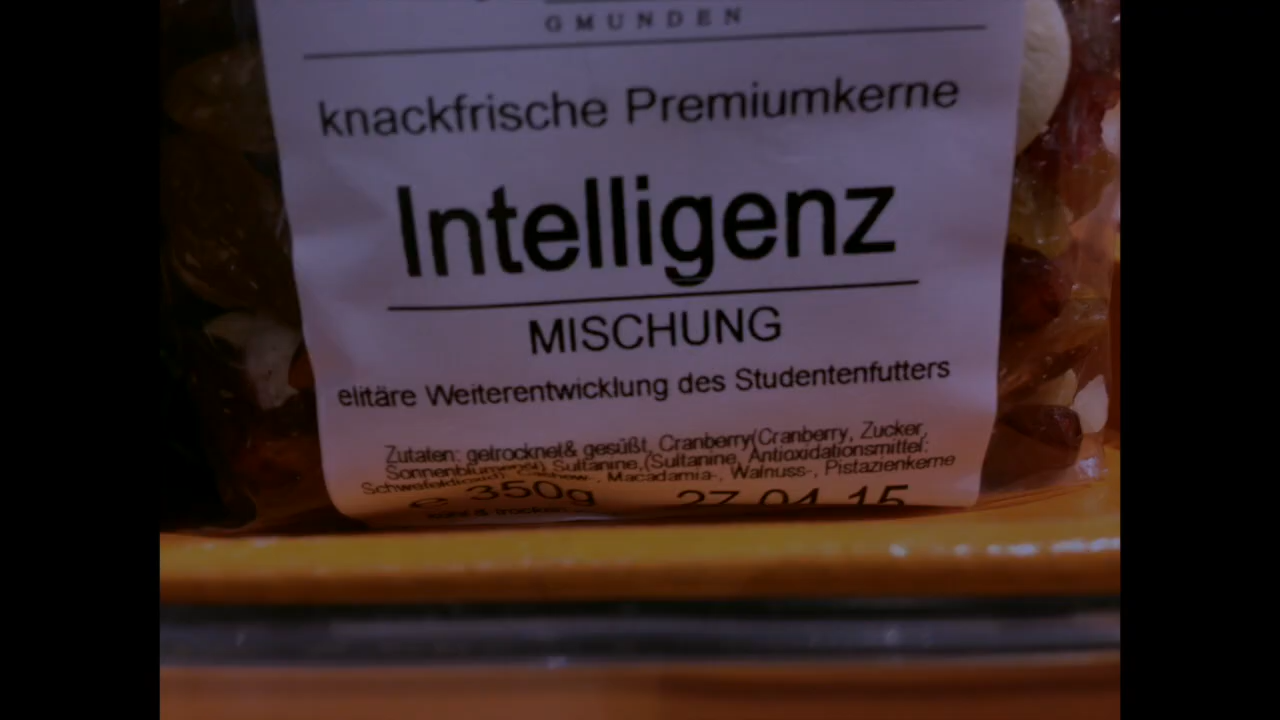 GMUNDEN
knackfrische Premiumkerne
Intelligenz
MISCHUNG
elitäre Weiterentwicklung des Studentenfutters
Zutaten: getrocknet& gesüßt, Cranberry(Cranberry, Zucker,
Sonnenblumenöl) Sultanine,(Sultanine, Antioxidationsmittel:
Schwefeldioxid) Macadamia-, Walnuss-, Pistazienkerne
e 350g 27 04 15